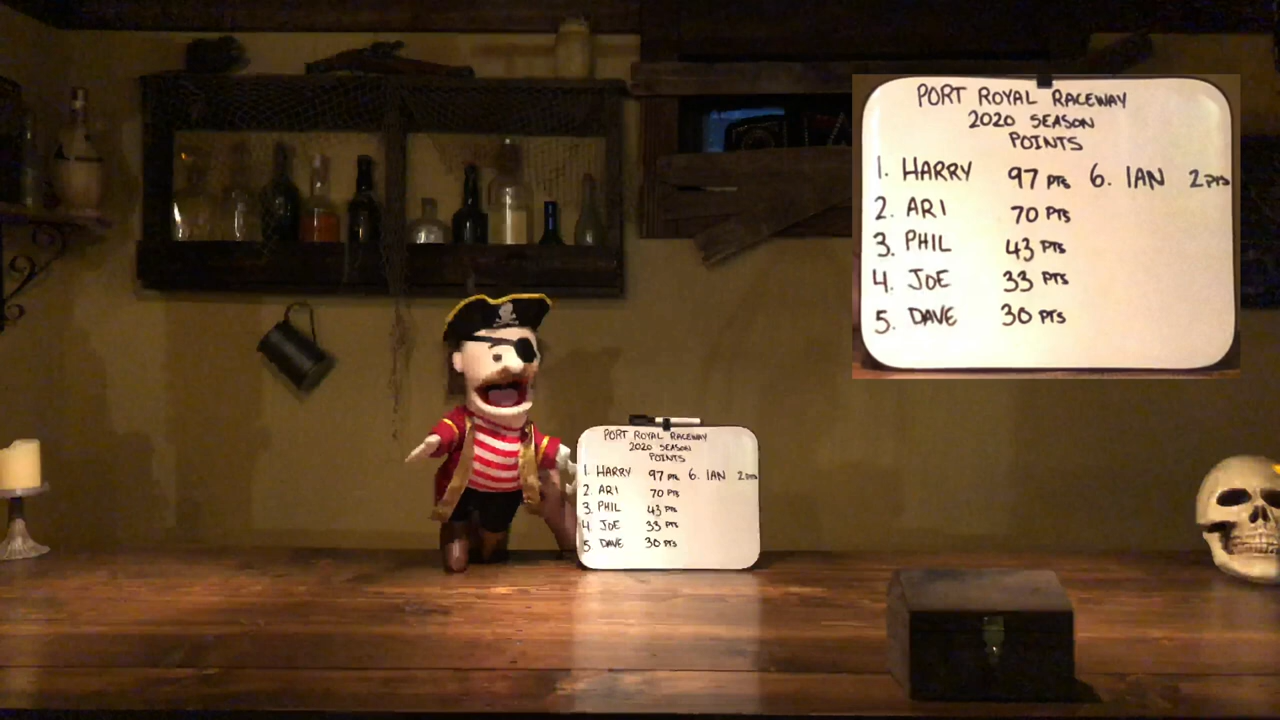 PORT ROYAL RACEWAY
2020 SEASON
POINTS
1. HARRY 97 PTS 6. IAN 2 PTS
2. ARI 70 PTS
3. PHIL 43 PTS
4. JOE 33 PTS
5. DAVE 30 PTS
PORT ROYAL RACEWAY
2020 SEASON
POINTS
1. HARRY 97 PTS 6. IAN 2 PTS
2. ARI 70 PTS
3. PHIL 43 PTS
4. JOE 33 PTS
5. DAVE 30 PTS